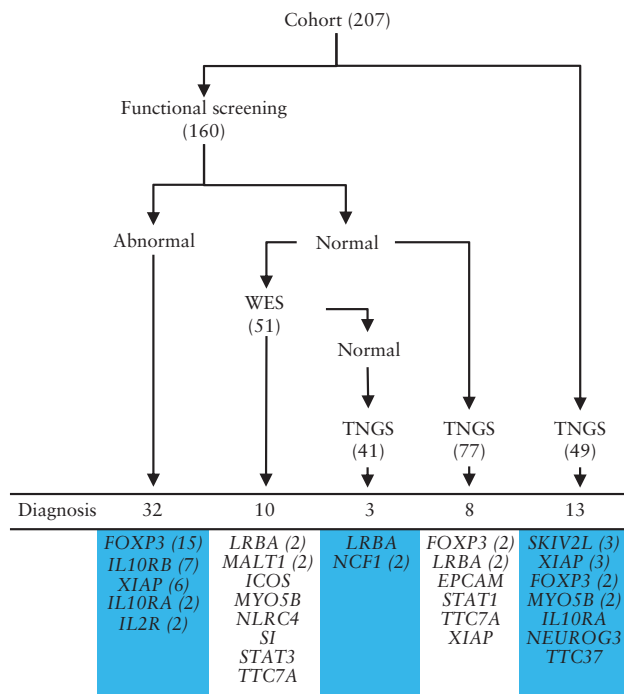 Cohort (207)
Functional screening
(160)
Abnormal
Normal
WES
(51)
Normal
TNGS
(41)
TNGS
(77)
TNGS
(49)
Diagnosis 32 10 3 8 13
FOXP3 (15)
IL10RB (7)
XIAP (6)
IL10RA (2)
IL2R (2)
LRBA (2)
MALT1 (2)
ICOS
MYO5B
NLRC4
SI
STAT3
TTC7A
LRBA
NCF1 (2)
FOXP3 (2)
LRBA (2)
EPCAM
STAT1
TTC7A
XIAP
SKIV2L (3)
XIAP (3)
FOXP3 (2)
MYO5B (2)
IL10RA
NEUROG3
TTC37